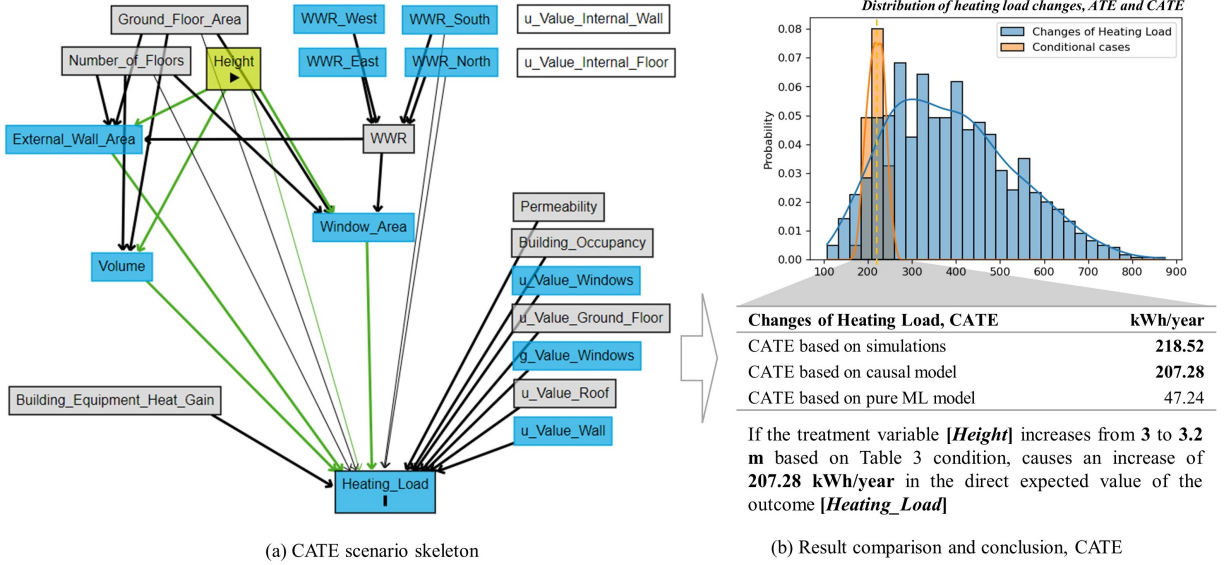 Ground_Floor_Area
WWR_West
WWR_South
u_Value_Internal_Wall
Number_of_Floors
Height
WWR_East
WWR_North
u_Value_Internal_Floor
External_Wall_Area
WWR
Permeability
Window_Area
Building_Occupancy
Volume
u_Value_Windows
u_Value_Ground_Floor
g_Value_Windows
Building_Equipment_Heat_Gain
u_Value_Roof
u_Value_Wall
Heating_Load
(a) CATE scenario skeleton
Distribution of heating load changes, ATE and CATE
Changes of Heating Load
Conditional cases
Probability
0.08
0.07
0.06
0.05
0.04
0.03
0.02
0.01
0.00
100 200 300 400 500 600 700 800 900
Changes of Heating Load, CATE kWh/year
CATE based on simulations 218.52
CATE based on causal model 207.28
CATE based on pure ML model 47.24
If the treatment variable [Height] increases from 3 to 3.2
m based on Table 3 condition, causes an increase of
207.28 kWh/year in the direct expected value of the
outcome [Heating_Load]
(b) Result comparison and conclusion, CATE